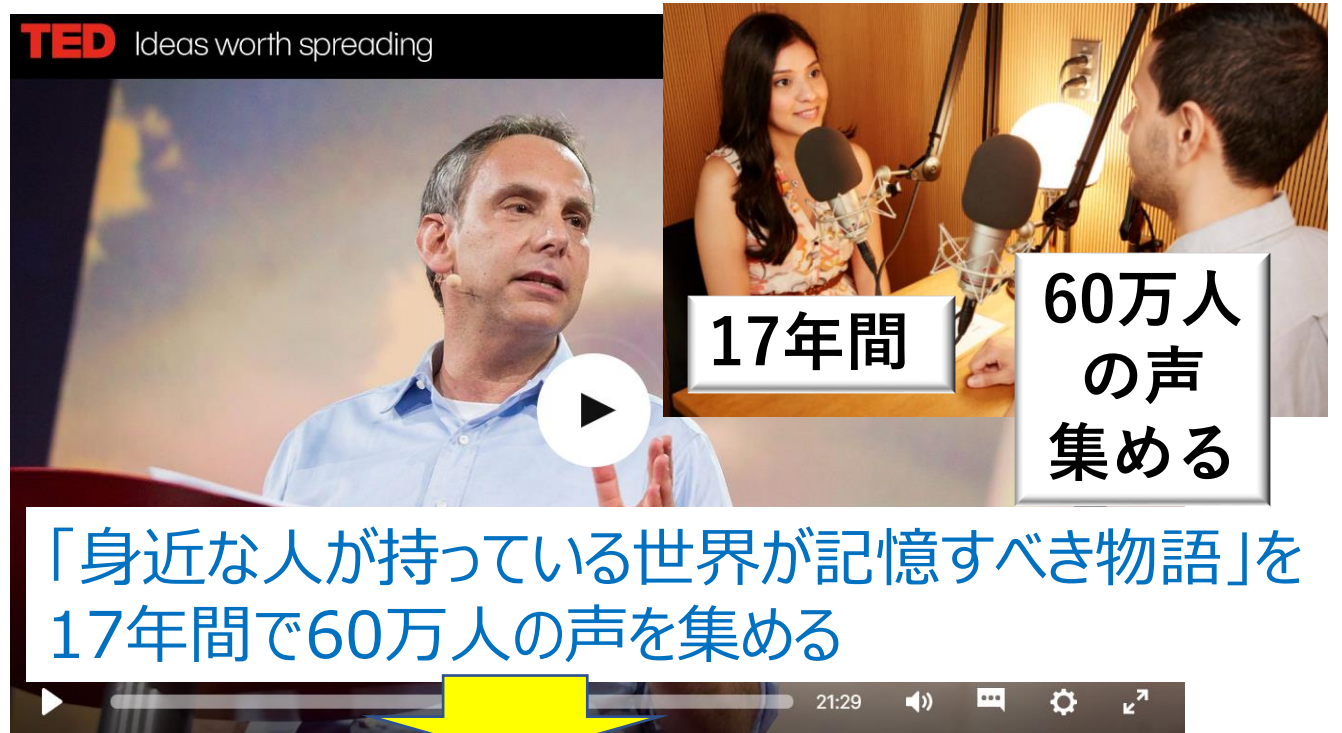 TED Ideas worth spreading
17年間
60万人
の声
集める
「身近な人が持っている世界が記憶すべき物語」を
17年間で60万人の声を集める
21:29